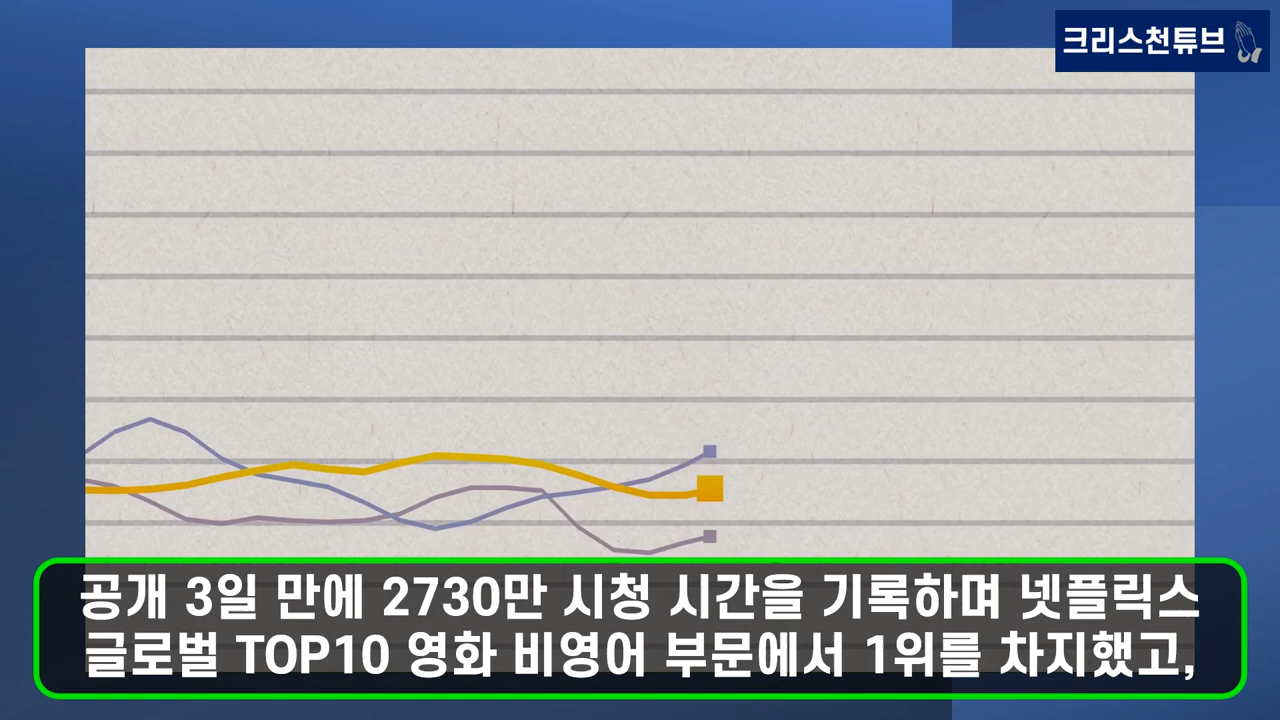 크리스천튜브
공개 3일 만에 2730만 시청 시간을 기록하며 넷플릭스
글로벌 TOP10 영화 비영어 부문에서 1위를 차지했고,